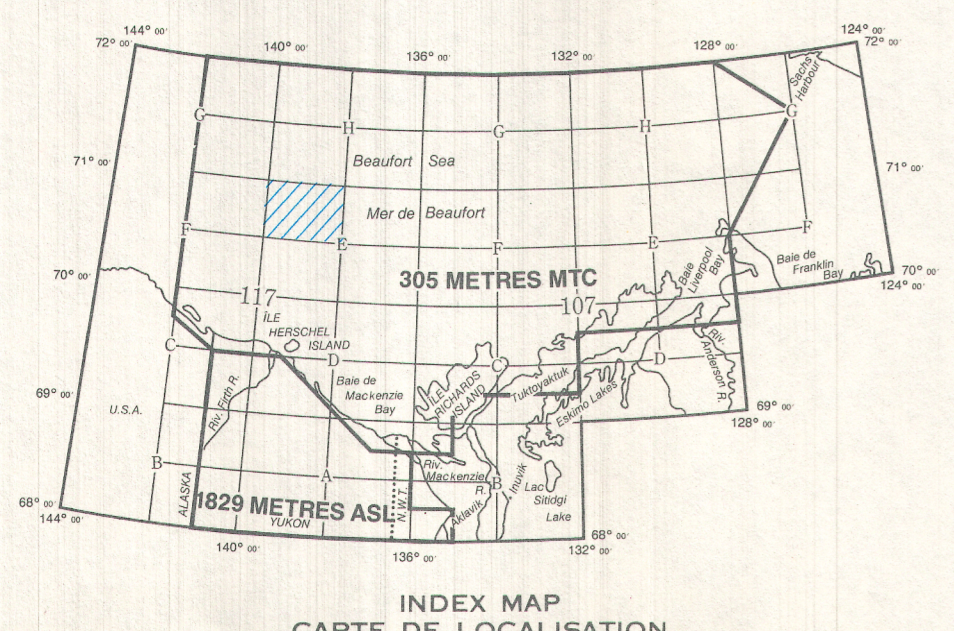 144° 00'
72° 00'
140° 00'
136° 00'
132° 00'
128° 00'
124° 00'
72° 00'
Sachs
Harbour
G
H
G
H
G
Beaufort Sea
71° 00'
71° 00'
Mer de Beaufort
F
E
F
E
F
Baie
Liverpool
Bay
Baie de
Franklin
Bay
70° 00'
70° 00'
124° 00'
305 METRES MTC
117
107
ÎLE
HERSCHEL
ISLAND
C
D
C
D
Riv.
Anderson R.
Baie de
Mackenzie
Bay
ÎLE
RICHARDS
ISLAND
Tuktoyaktuk
Eskimo Lakes
69° 00'
69° 00'
128° 00'
U.S.A.
Riv. Firth R.
B
A
B
Riv.
Mackenzie
R.
Inuvik
Lac
Sitidgi
Lake
ALASKA
1829 METRES ASL
YUKON
N.W.T.
Aklavik
68° 00'
144° 00'
140° 00'
136° 00'
68° 00'
132° 00'
INDEX MAP
CARTE DE LOCALISATION